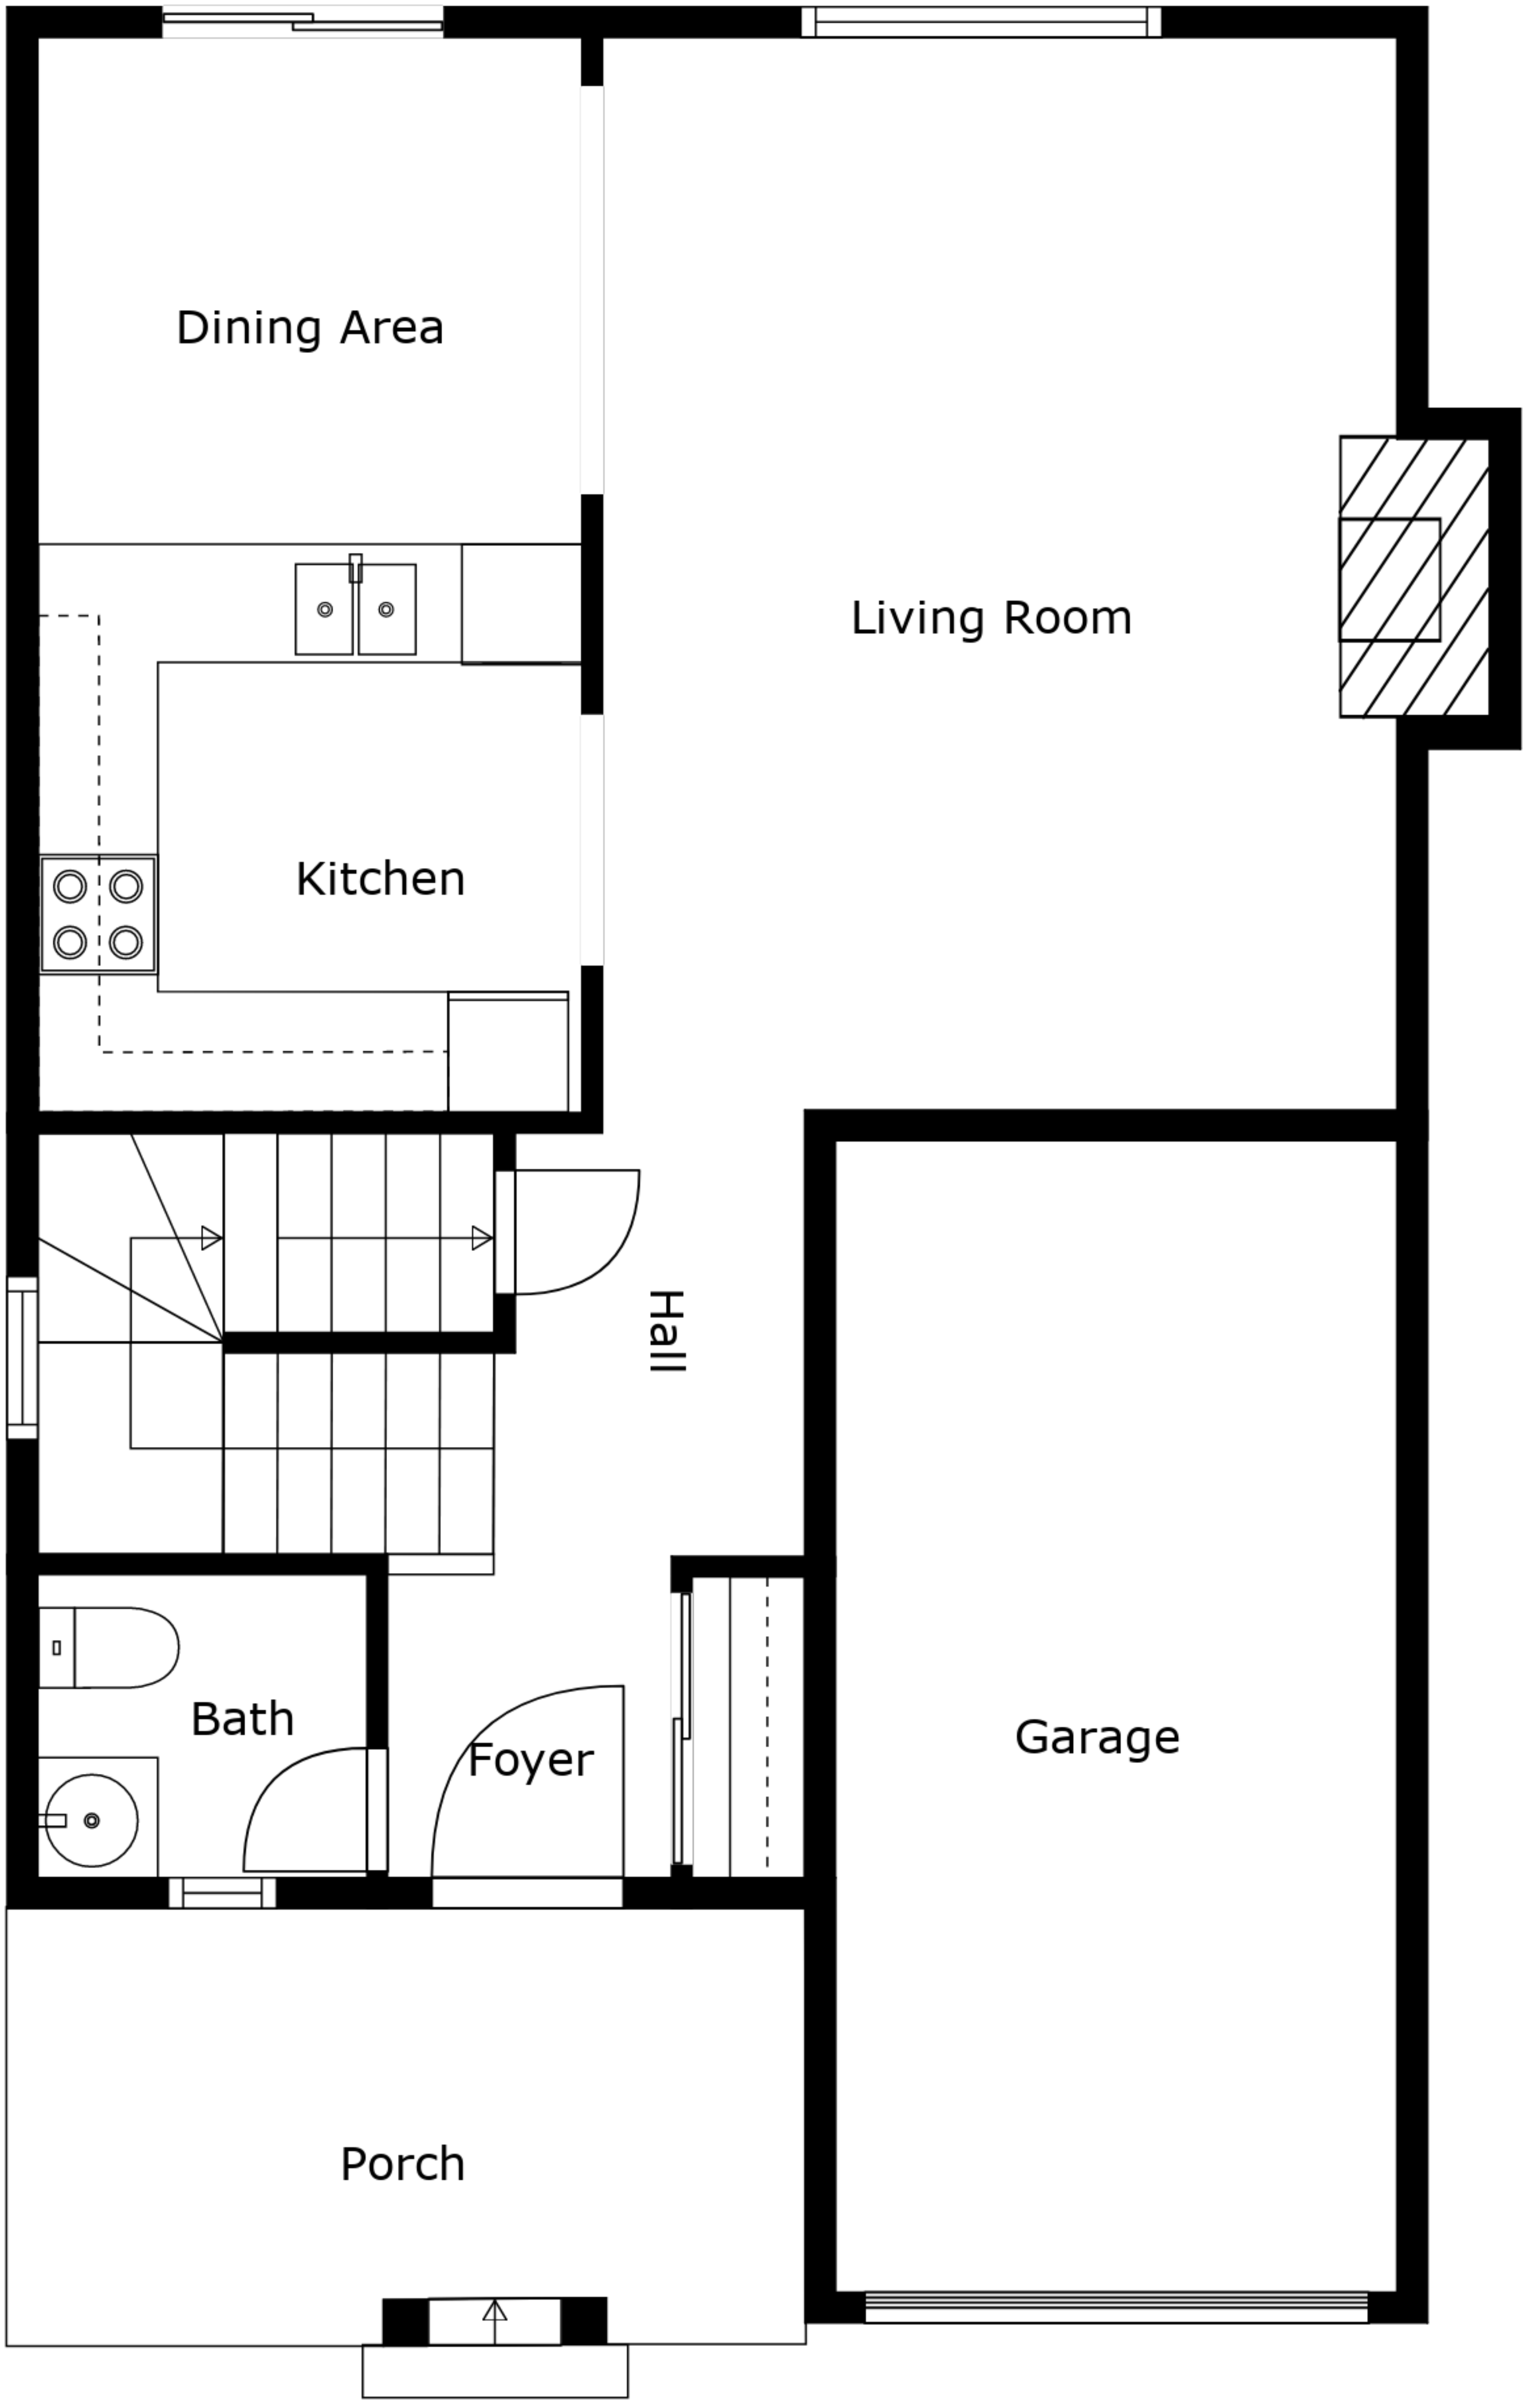 Dining Area
Living Room
Kitchen
Hall
Bath
Foyer
Garage
Porch